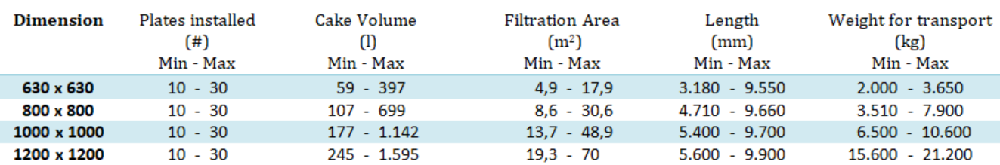 Dimension Plates installed Cake Volume Filtration Area Length Weight for transport
(#) (l) (m²) (mm) (kg)
Min - Max Min - Max Min - Max Min - Max Min - Max
630 x 630 10 - 30 59 - 397 4,9 - 17,9 3.180 - 9.550 2.000 - 3.650
800 x 800 10 - 30 107 - 699 8,6 - 30,6 4.710 - 9.660 3.510 - 7.900
1000 x 1000 10 - 30 177 - 1.142 13,7 - 48,9 5.400 - 9.700 6.500 - 10.600
1200 x 1200 10 - 30 245 - 1.595 19,3 - 70 5.600 - 9.900 15.600 - 21.200